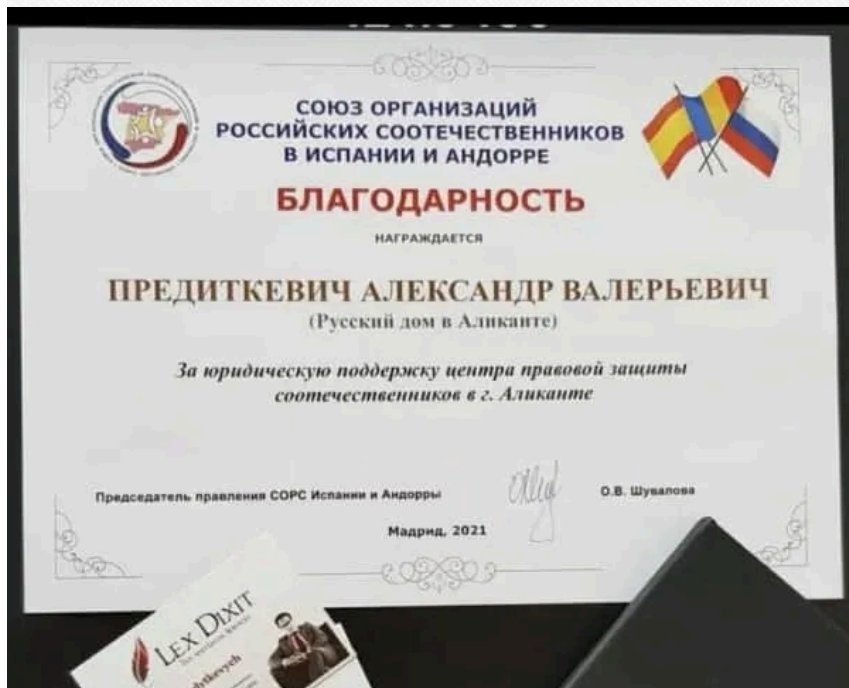 СОЮЗ ОРГАНИЗАЦИЙ
РОССИЙСКИХ СООТЕЧЕСТВЕННИКОВ
В ИСПАНИИ И АНДОРРЕ
БЛАГОДАРНОСТЬ
НАГРАЖДАЕТСЯ
ПРЕДИТКЕВИЧ АЛЕКСАНДР ВАЛЕРЬЕВИЧ
(Русский дом в Аликанте)
За юридическую поддержку центра правовой защиты
соотечественников в г. Аликанте
Председатель правления СОРС Испании и Андорры
О.В. Шувалова
Мадрид, 2021
LEX DIXIT